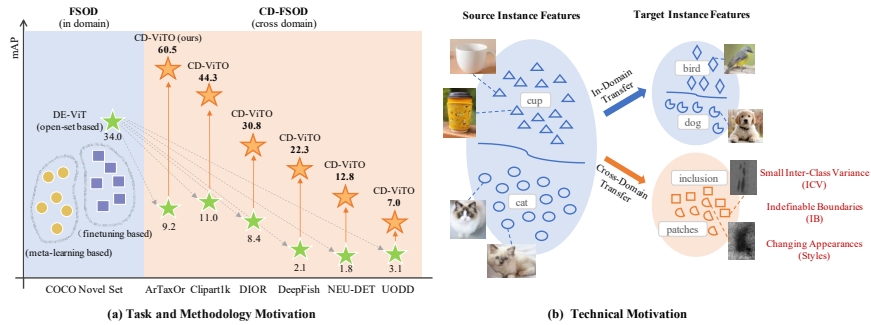 FSOD
(in domain)
CD-FSOD
(cross domain)
mAP
CD-ViTO (ours)
60.5
CD-ViTO
44.3
CD-ViTO
30.8
CD-ViTO
22.3
CD-ViTO
12.8
CD-ViTO
7.0
DE-ViT
(open-set based)
34.0
9.2
11.0
8.4
2.1
1.8
3.1
(finetuning based)
(meta-learning based)
COCO Novel Set
ArTaxOr
Clipart1k
DIOR
DeepFish
NEU-DET
UODD
(a) Task and Methodology Motivation
Source Instance Features
Target Instance Features
cup
cat
In-Domain
Transfer
Cross-Domain
Transfer
bird
dog
inclusion
patches
Small Inter-Class Variance
(ICV)
Indefinable Boundaries
(IB)
Changing Appearances
(Styles)
(b) Technical Motivation